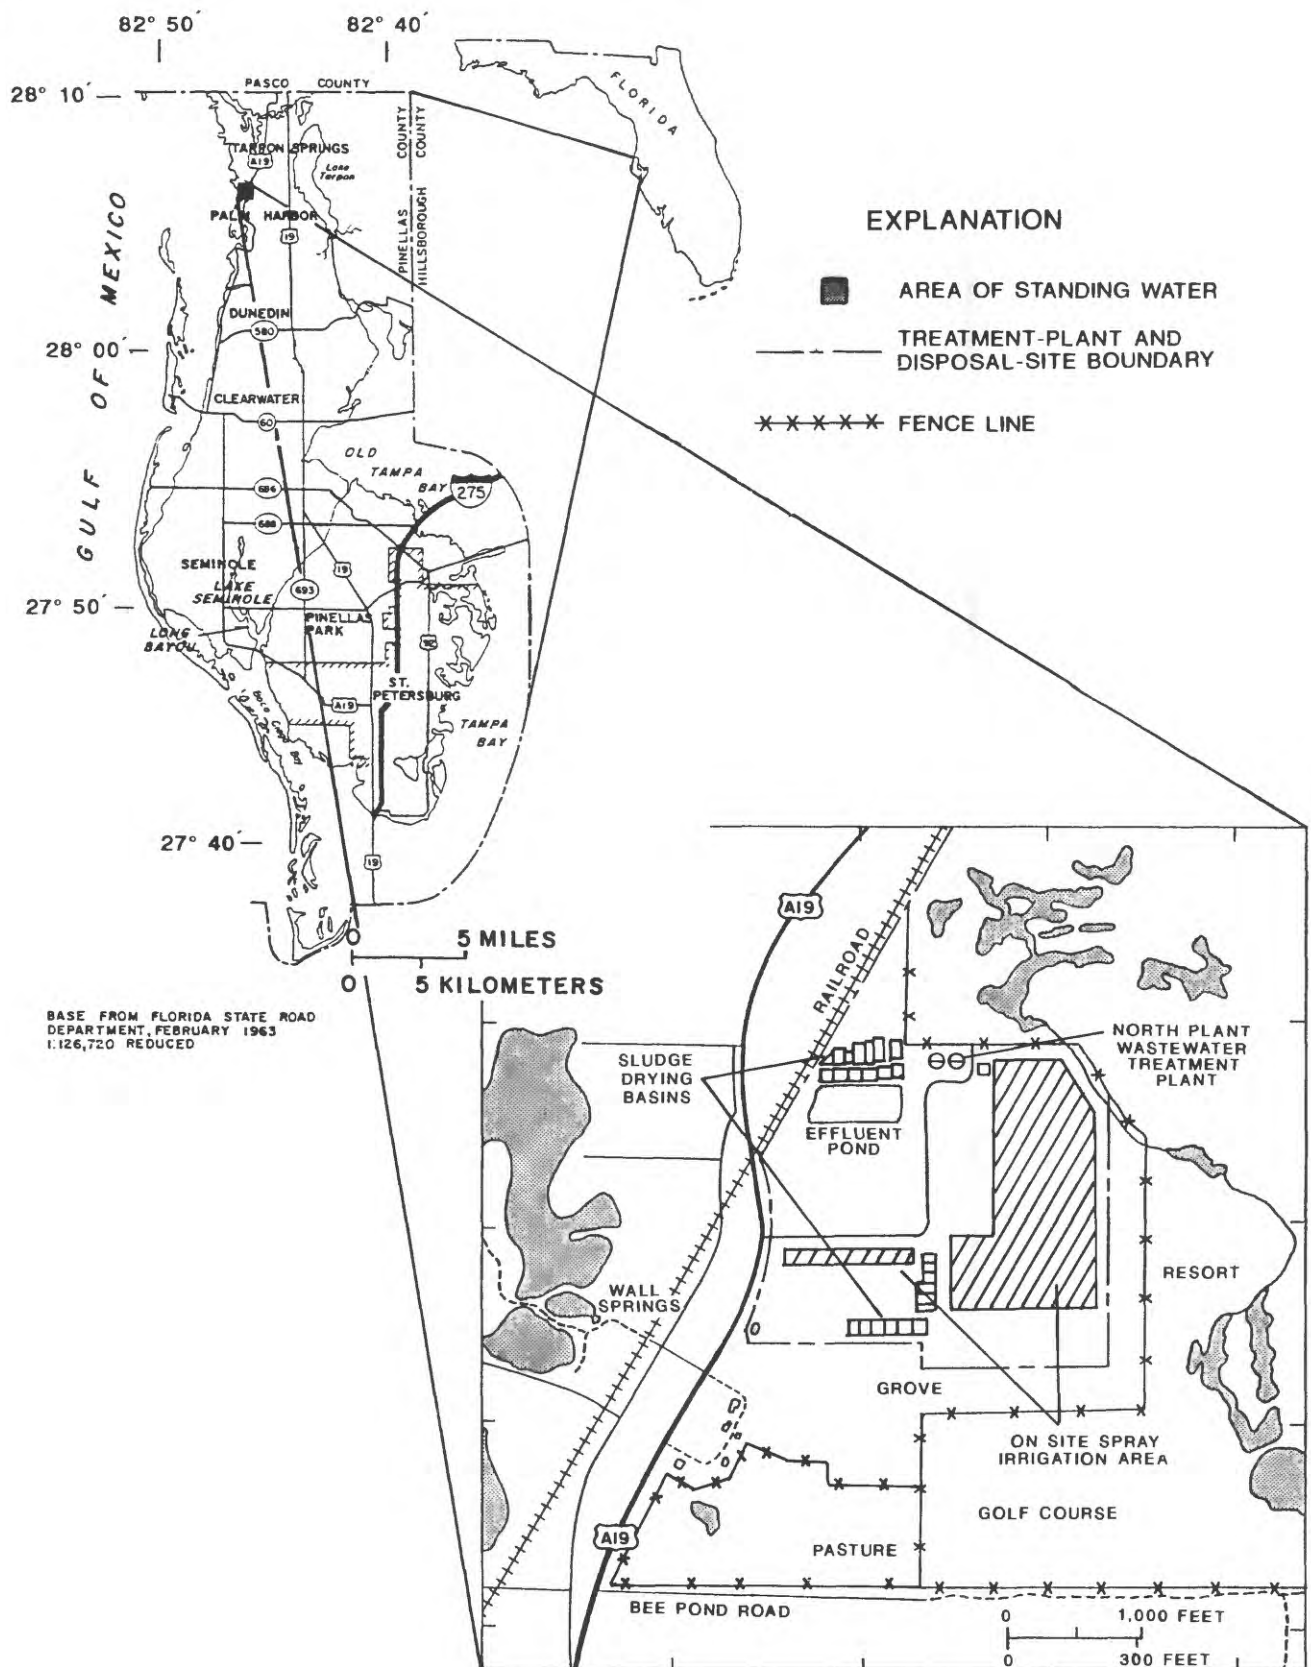 82° 50′
82° 40′
28° 10′
PASCO COUNTY
FLORIDA
TARPON SPRINGS
A19
Lake
Tarpon
COUNTY
COUNTY
PINELLAS
HILLSBOROUGH
PALM HARBOR
19
GULF OF MEXICO
EXPLANATION
AREA OF STANDING WATER
TREATMENT-PLANT AND
DISPOSAL-SITE BOUNDARY
FENCE LINE
DUNEDIN
580
28° 00′
CLEARWATER
60
OLD
TAMPA
BAY
275
686
688
SEMINOLE
LAKE
SEMINOLE
19
693
27° 50′
PINELLAS
PARK
LONG
BAYOU
92
ST.
PETERSBURG
A19
BOCA CIEGA BAY
TAMPA
BAY
27° 40′
19
0 5 MILES
0 5 KILOMETERS
BASE FROM FLORIDA STATE ROAD
DEPARTMENT, FEBRUARY 1963
1:126,720 REDUCED
A19
RAILROAD
SLUDGE
DRYING
BASINS
NORTH PLANT
WASTEWATER
TREATMENT
PLANT
EFFLUENT
POND
RESORT
WALL
SPRINGS
GROVE
ON SITE SPRAY
IRRIGATION AREA
GOLF COURSE
A19
PASTURE
BEE POND ROAD
0 1,000 FEET
0 300 FEET